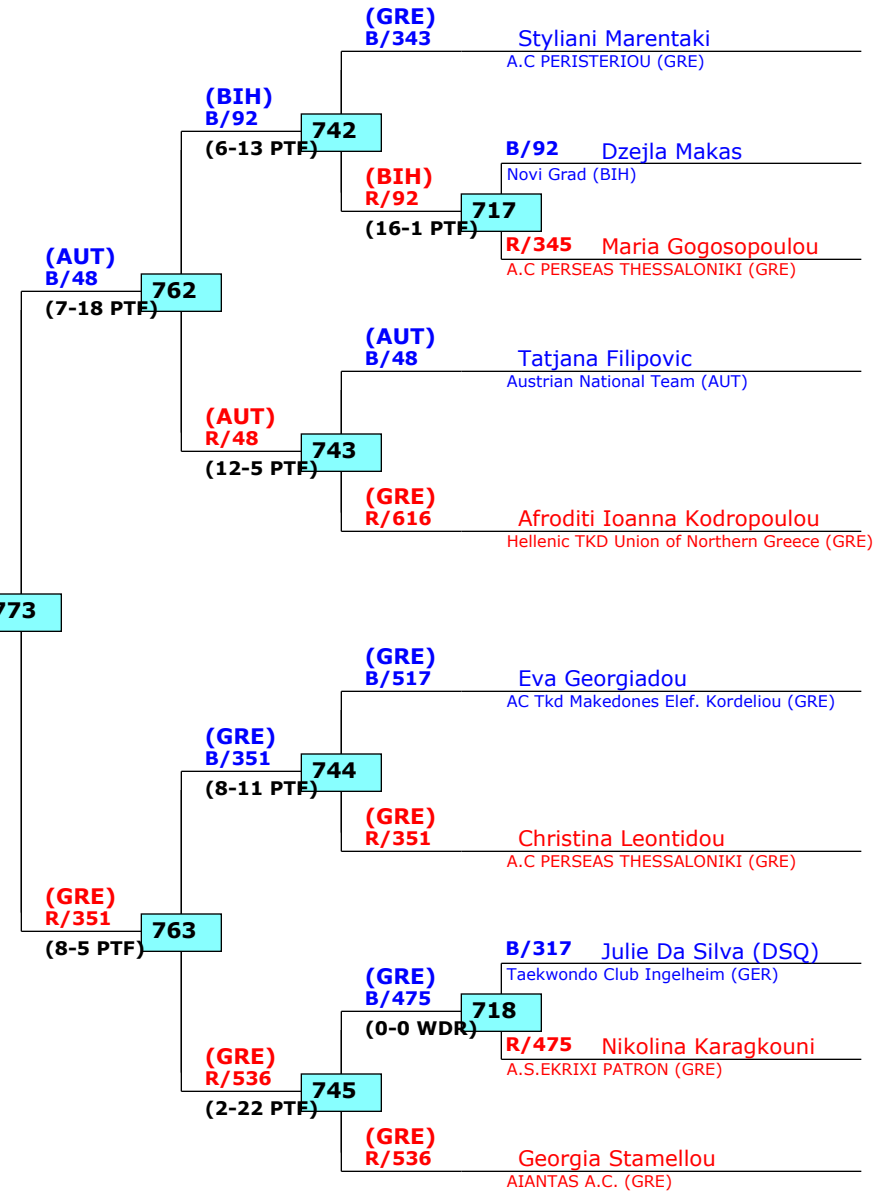 (GRE)
B/343
Styliani Marentaki
A.C PERISTERIOU (GRE)
(BIH)
B/92
742
(6-13 PTF)
B/92 Dzejla Makas
Novi Grad (BIH)
(BIH)
R/92
717
(16-1 PTF)
R/345 Maria Gogosopoulou
A.C PERSEAS THESSALONIKI (GRE)
(AUT)
B/48
762
(7-18 PTF)
(AUT)
B/48
Tatjana Filipovic
Austrian National Team (AUT)
(AUT)
R/48
743
(12-5 PTF)
(GRE)
R/616
Afroditi Ioanna Kodropoulou
Hellenic TKD Union of Northern Greece (GRE)
773
(GRE)
B/517
Eva Georgiadou
AC Tkd Makedones Elef. Kordeliou (GRE)
(GRE)
B/351
744
(8-11 PTF)
(GRE)
R/351
Christina Leontidou
A.C PERSEAS THESSALONIKI (GRE)
(GRE)
R/351
763
(8-5 PTF)
B/317 Julie Da Silva (DSQ)
Taekwondo Club Ingelheim (GER)
(GRE)
B/475
718
(0-0 WDR)
R/475 Nikolina Karagkouni
A.S.EKRIXI PATRON (GRE)
(GRE)
R/536
745
(2-22 PTF)
(GRE)
R/536
Georgia Stamellou
AIANTAS A.C. (GRE)